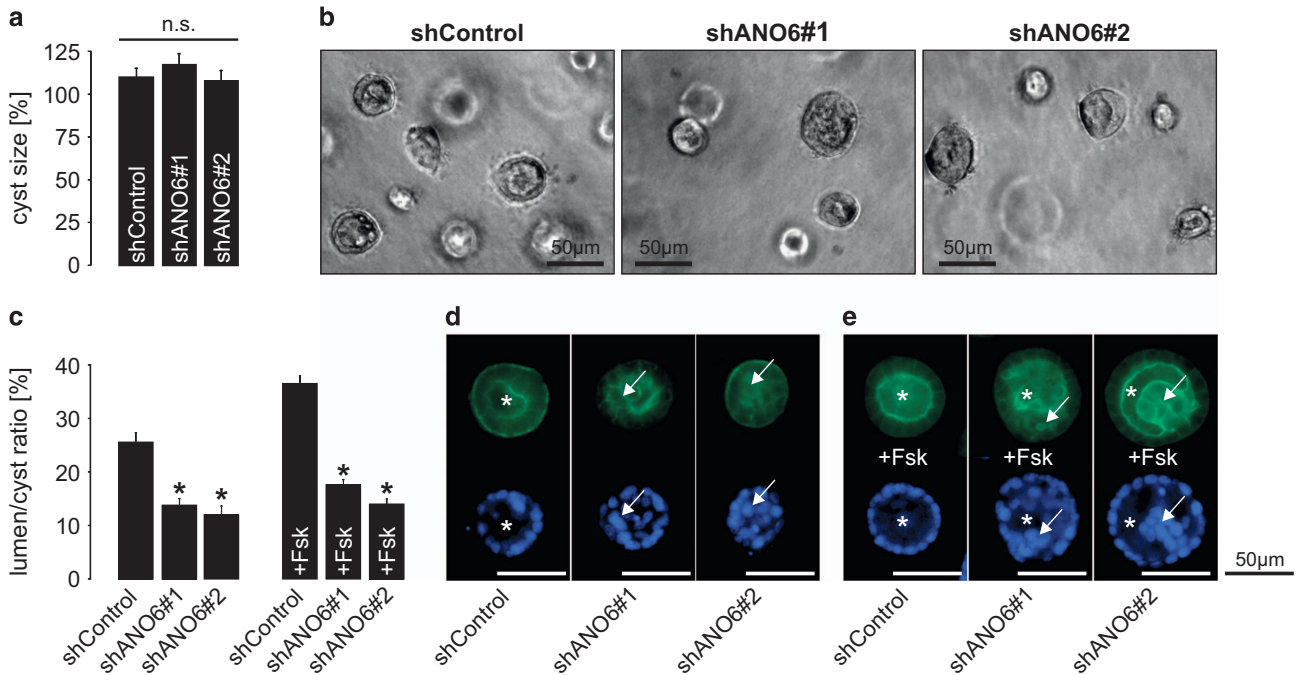 a
n.s.
cyst size [%]
125
100
75
50
25
0
shControl
shANO6#1
shANO6#2
b
shControl
shANO6#1
shANO6#2
50µm
50µm
50µm
c
lumen/cyst ratio [%]
40
30
20
10
0
*
*
*
*
+Fsk
+Fsk
+Fsk
shControl
shANO6#1
shANO6#2
shControl
shANO6#1
shANO6#2
d
*
*
shControl
shANO6#1
shANO6#2
e
*
*
*
+Fsk
+Fsk
+Fsk
*
*
*
shControl
shANO6#1
shANO6#2
50µm